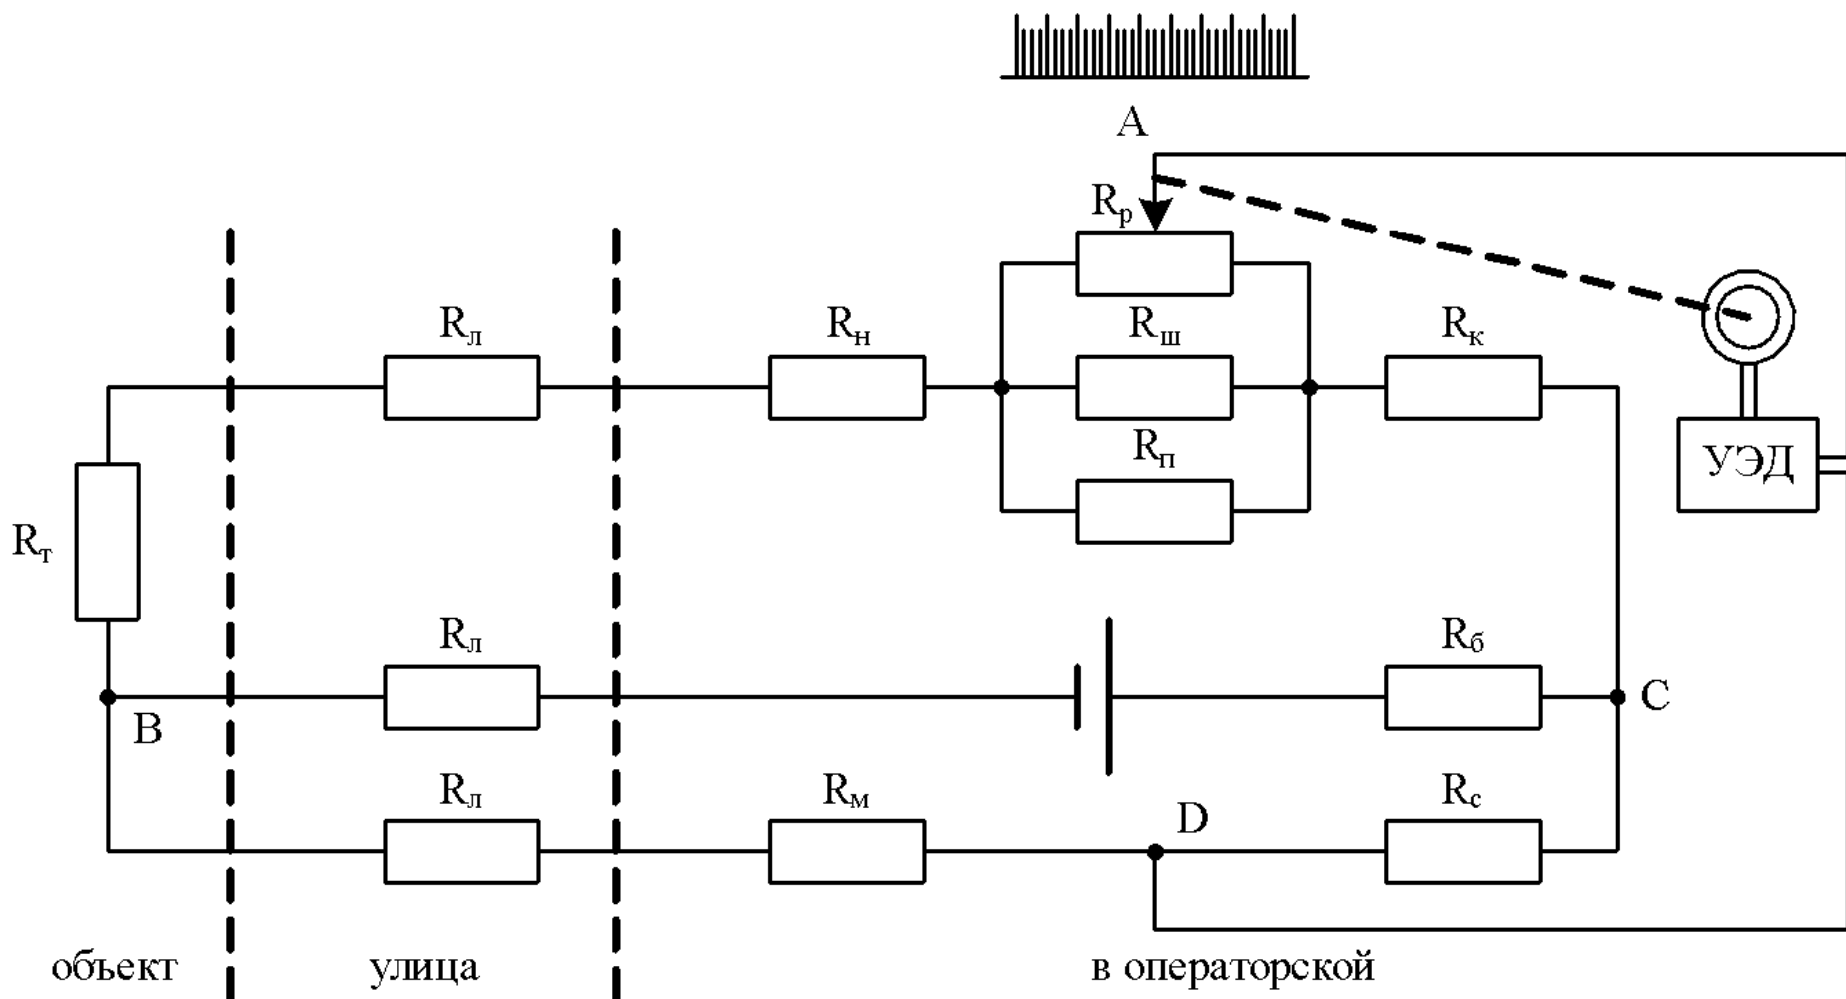 A
Rр
Rл
Rн
Rш
Rк
Rп
УЭД
Rт
Rл
Rб
B
C
Rл
Rм
D
Rс
объект
улица
в операторской